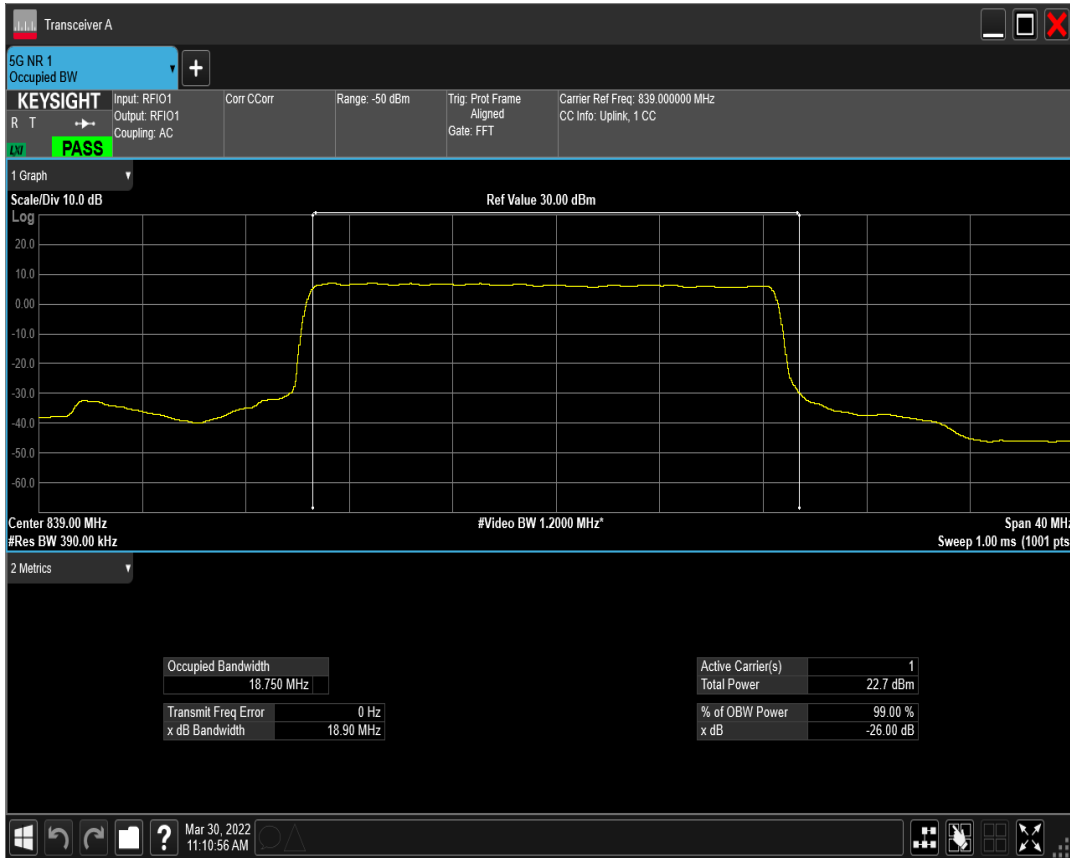 Transceiver A
5G NR 1
Occupied BW
+
KEYSIGHT
R T
LXI
PASS
Input: RFIO1
Output: RFIO1
Coupling: AC
Corr CCorr
Range: -50 dBm
Trig: Prot Frame
Aligned
Gate: FFT
Carrier Ref Freq: 839.000000 MHz
CC Info: Uplink, 1 CC
1 Graph
Scale/Div 10.0 dB
Ref Value 30.00 dBm
Log
20.0
10.0
0.00
-10.0
-20.0
-30.0
-40.0
-50.0
-60.0
Center 839.00 MHz
#Video BW 1.2000 MHz*
Span 40 MHz
#Res BW 390.00 kHz
Sweep 1.00 ms (1001 pts
2 Metrics
Occupied Bandwidth
18.750 MHz
Transmit Freq Error 0 Hz
x dB Bandwidth 18.90 MHz
Active Carrier(s) 1
Total Power 22.7 dBm
% of OBW Power 99.00 %
x dB -26.00 dB
?
Mar 30, 2022
11:10:56 AM